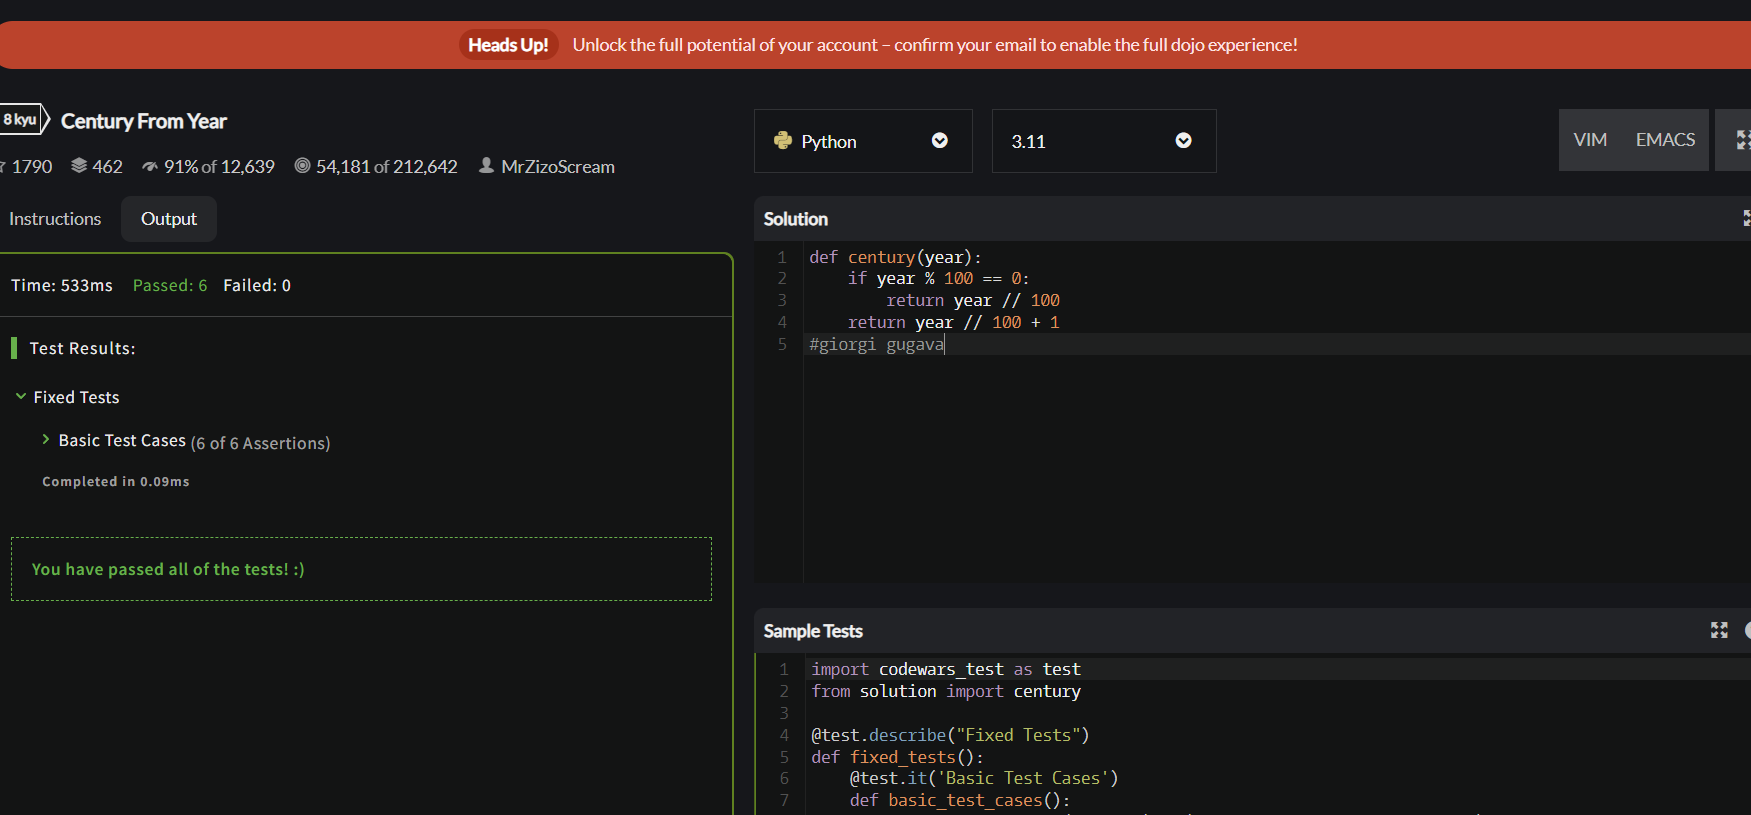 Heads Up! Unlock the full potential of your account – confirm your email to enable the full dojo experience!
8 kyu Century From Year
1790 462 91% of 12,639 54,181 of 212,642 MrZizoScream
Instructions Output
Time: 533ms Passed: 6 Failed: 0
Test Results:
Fixed Tests
Basic Test Cases (6 of 6 Assertions)
Completed in 0.09ms
You have passed all of the tests! :)
Python 3.11 VIM EMACS
Solution
1 def century(year):
2     if year % 100 == 0:
3         return year // 100
4     return year // 100 + 1
5 #giorgi gugava
Sample Tests
1 import codewars_test as test
2 from solution import century
3
4 @test.describe("Fixed Tests")
5 def fixed_tests():
6     @test.it('Basic Test Cases')
7     def basic_test_cases():